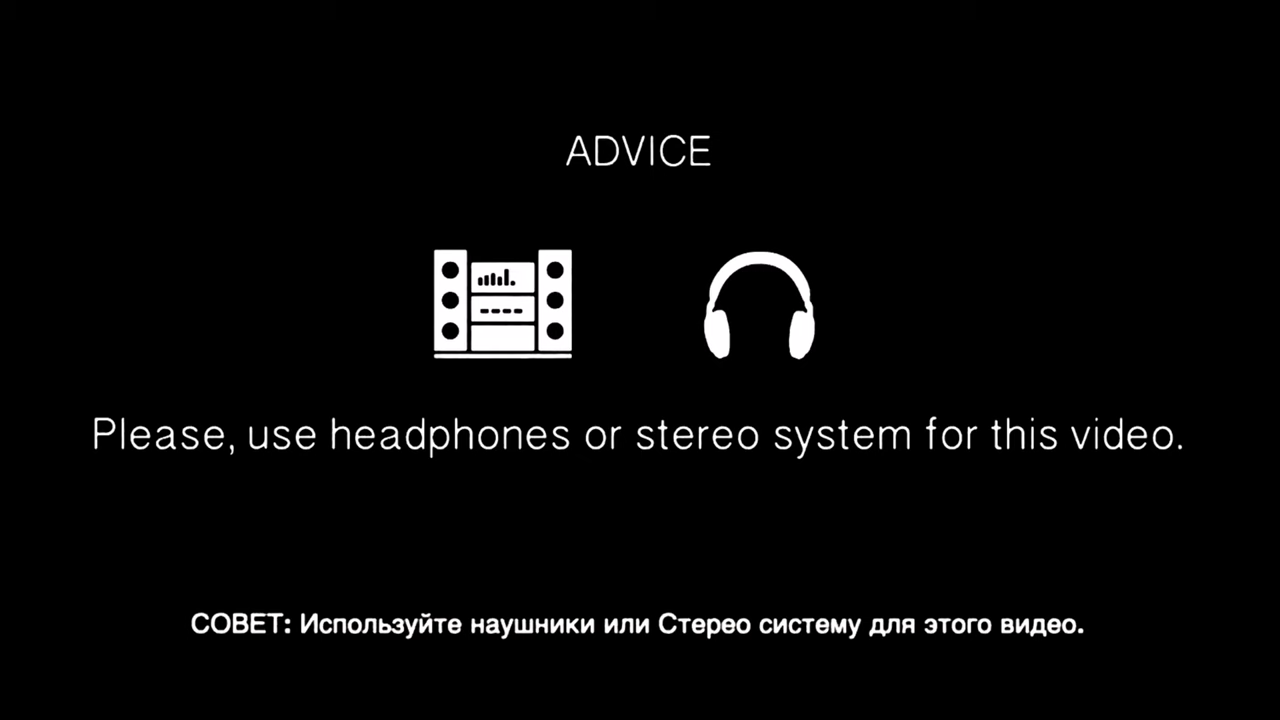 ADVICE
Please, use headphones or stereo system for this video.
СОВЕТ: Используйте наушники или Стерео систему для этого видео.